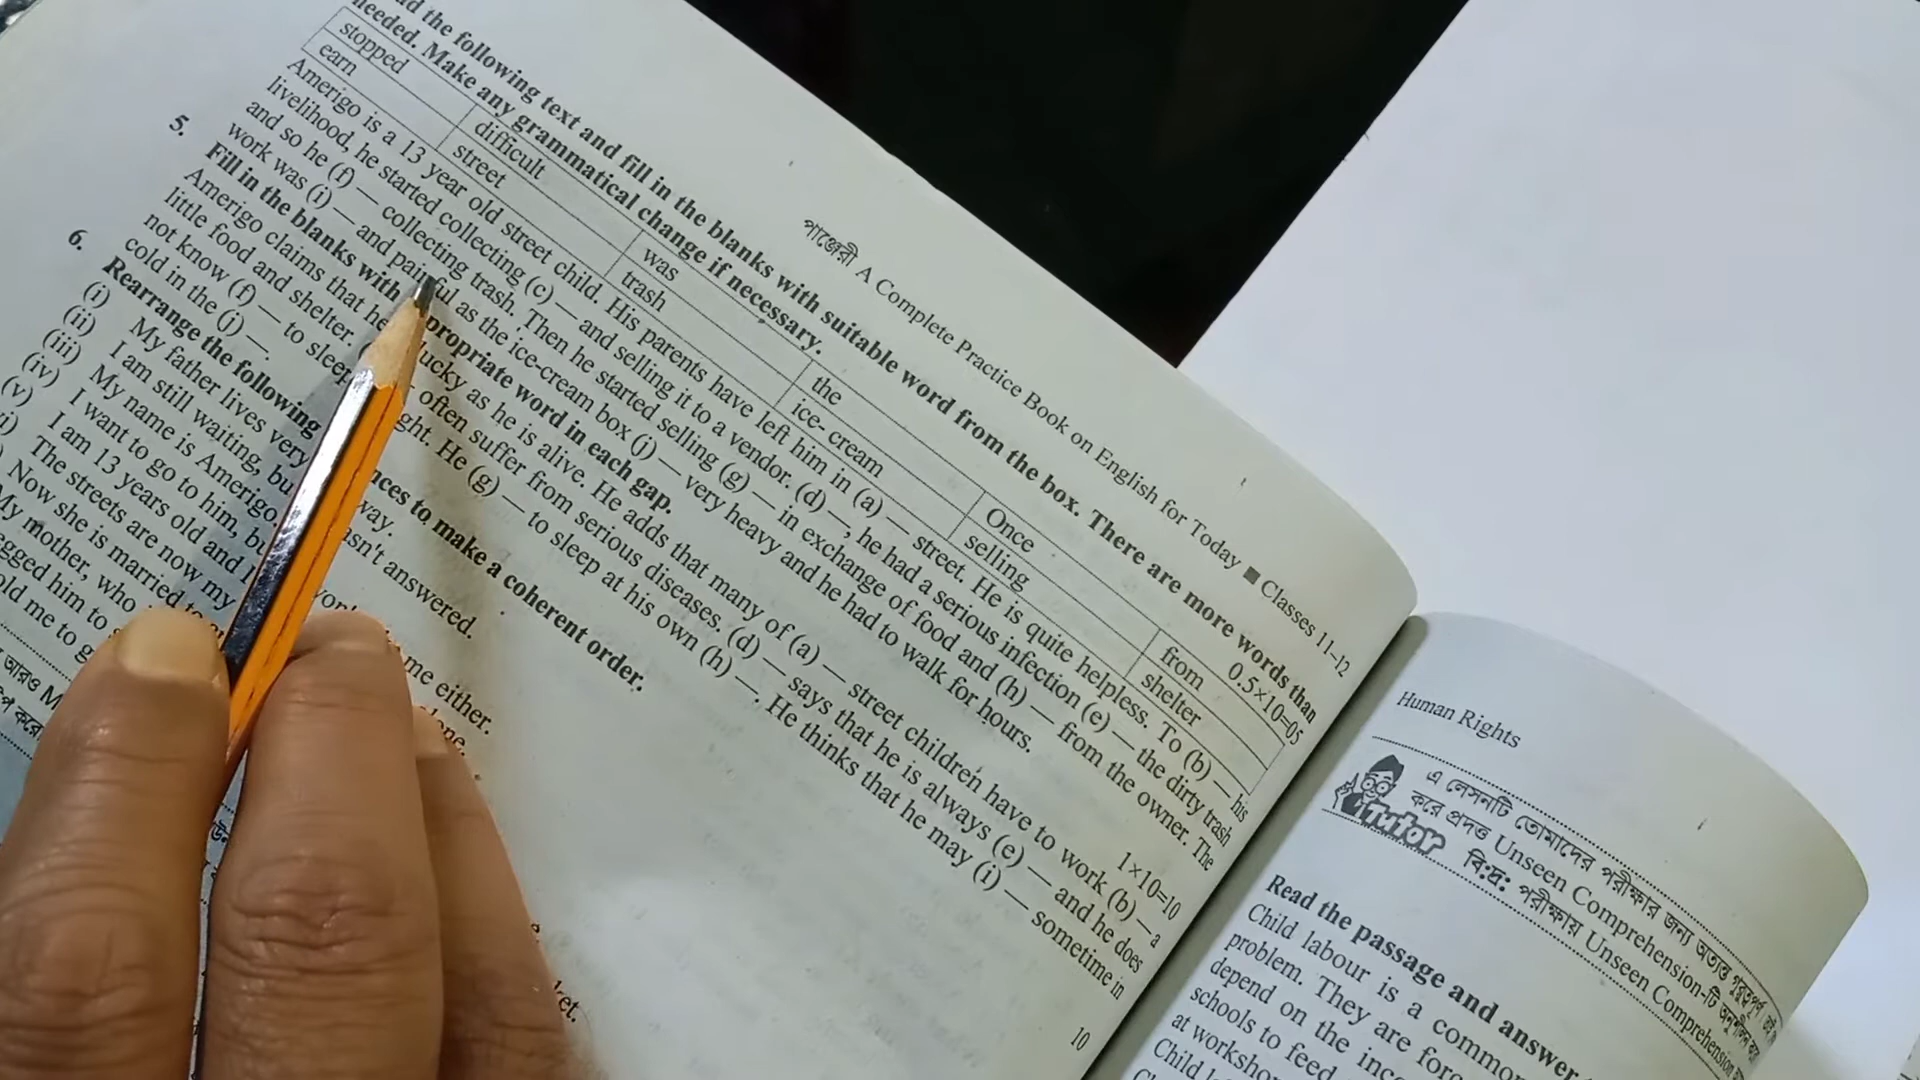 পাঞ্জেরী A Complete Practice Book on English for Today ■ Classes 11–12
the following text and fill in the blanks with suitable word from the box. There are more words than
needed. Make any grammatical change if necessary. 0.5×10=05
stopped difficult was the Once from
earn street trash ice- cream selling shelter
Amerigo is a 13 year old street child. His parents have left him in (a) — street. He is quite helpless. To (b) — his
livelihood, he started collecting (c) — and selling it to a vendor. (d) —, he had a serious infection (e) — the dirty trash
and so he (f) — collecting trash. Then he started selling (g) — in exchange of food and (h) — from the owner. The
work was (i) — and painful as the ice-cream box (j) — very heavy and he had to walk for hours.
5. Fill in the blanks with propriate word in each gap. 1×10=10
Amerigo claims that he lucky as he is alive. He adds that many of (a) — street children have to work (b) — a
little food and shelter. often suffer from serious diseases. (d) — says that he is always (e) — and he does
not know (f) — to sleep ght. He (g) — to sleep at his own (h) —. He thinks that he may (i) — sometime in
cold in the (j) —.
6. Rearrange the following nces to make a coherent order.
(i) My father lives very way.
(ii) I am still waiting, but asn't answered.
(iii) My name is Amerigo.
(iv) I want to go to him, but
(v) I am 13 years old and I
The streets are now my
Now she is married to
My mother, who
egged him to
old me to g
me either.
ket.
আরও
10
Human Rights
iTutor
এ লেসনটি তোমাদের পরীক্ষার জন্য অত্যন্ত গুরুত্বপূর্ণ
করে প্রদত্ত Unseen Comprehension-টি অনুশীলন
বি:দ্র: পরীক্ষায় Unseen Comprehension
Read the passage and answer
Child labour is a common
problem. They are forc
depend on the inc
schools to feed
at worksho
Child l